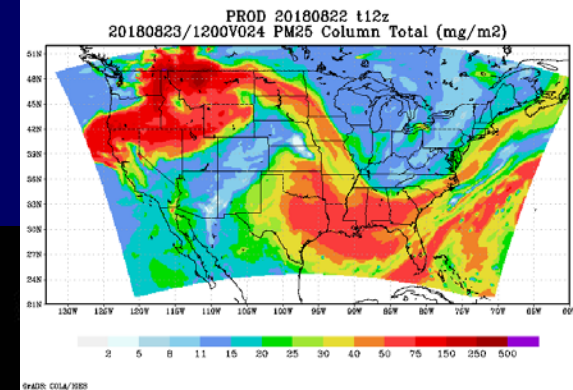 PROD 20180822 t12z
20180823/1200V024 PM25 Column Total (mg/m2)
51N
48N
45N
42N
39N
36N
33N
30N
27N
24N
21N
130W 125W 120W 115W 110W 105W 100W 95W 90W 85W 80W 75W 70W 65W 60W
2 5 8 11 15 20 25 30 40 50 75 150 250 500
GrADS: COLA/IGES